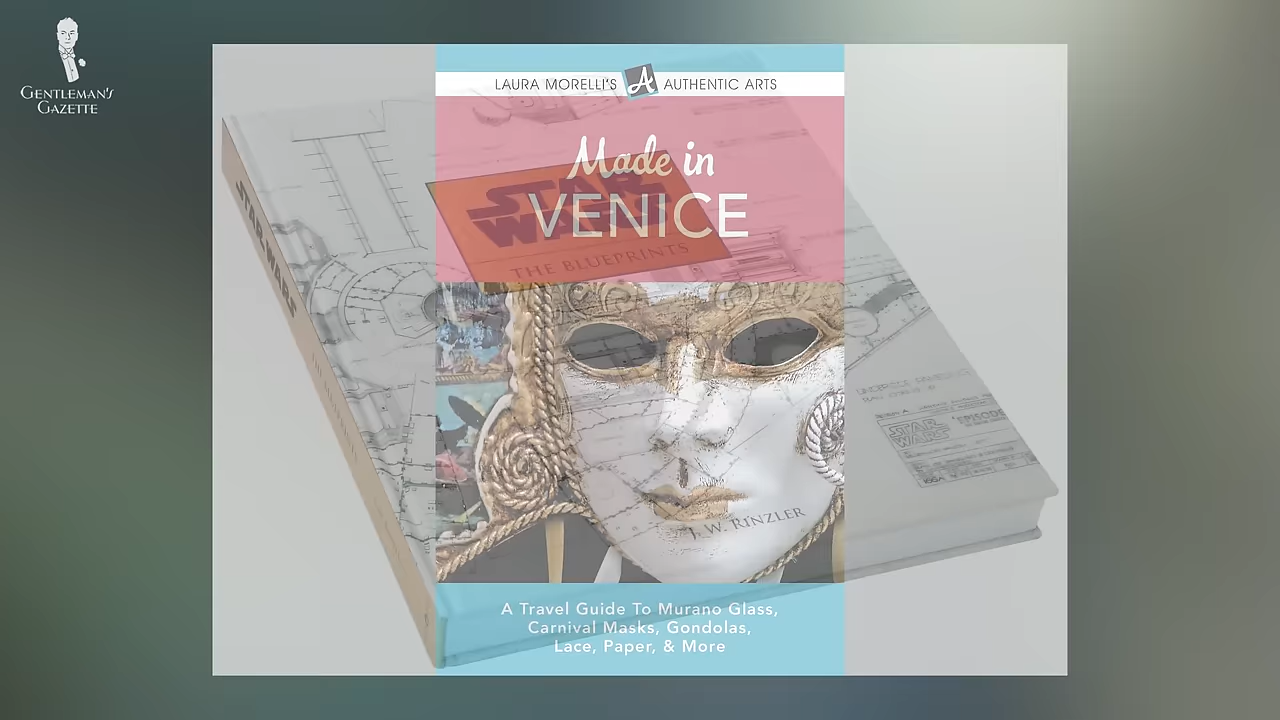 GENTLEMAN'S
GAZETTE
LAURA MORELLI'S A AUTHENTIC ARTS
Made in
VENICE
STAR
WARS
THE BLUEPRINTS
STAR WARS
STAR
WARS
EPISODE
J. W. RINZLER
A Travel Guide To Murano Glass,
Carnival Masks, Gondolas,
Lace, Paper, & More